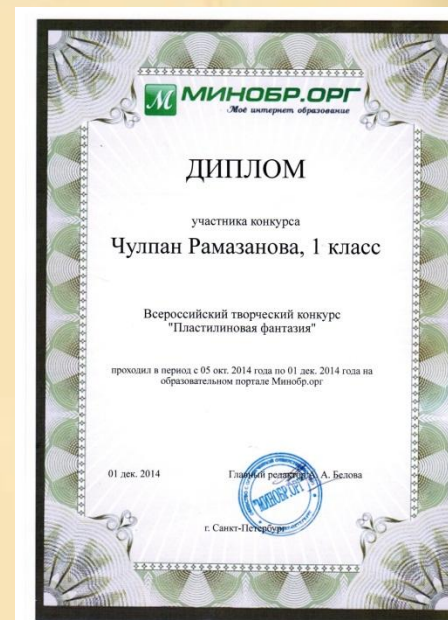 МИНОБР.ОРГ
Моё интернет образование
ДИПЛОМ
участника конкурса
Чулпан Рамазанова, 1 класс
Всероссийский творческий конкурс
"Пластилиновая фантазия"
проходил в период с 05 окт. 2014 года по 01 дек. 2014 года на
образовательном портале Минобр.орг
01 дек. 2014 Главный редактор А. Белова
МИНОБР.ОРГ
г. Санкт-Петербург